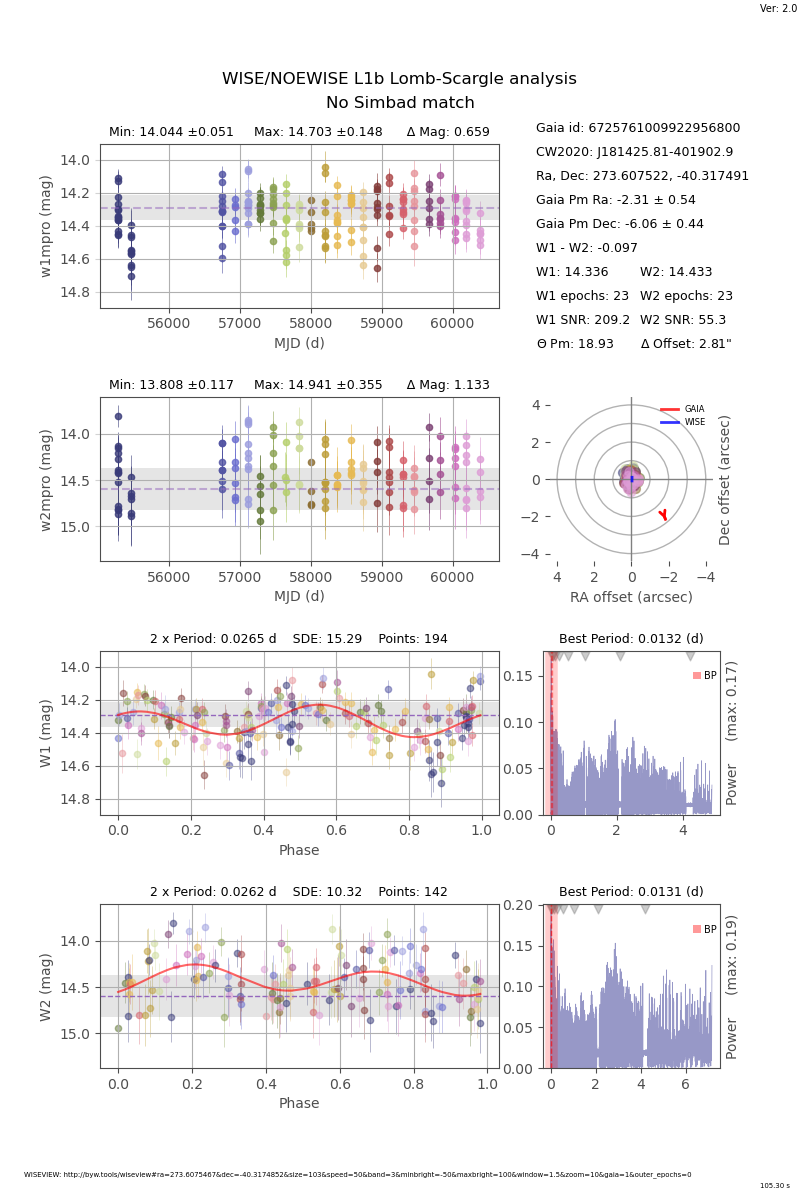 Ver: 2.0
WISE/NOEWISE L1b Lomb-Scargle analysis
No Simbad match
Min: 14.044 ±0.051 Max: 14.703 ±0.148 Δ Mag: 0.659
14.0
14.2
14.4
14.6
14.8
w1mpro (mag)
56000 57000 58000 59000 60000
MJD (d)
Gaia id: 6725761009922956800
CW2020: J181425.81-401902.9
Ra, Dec: 273.607522, -40.317491
Gaia Pm Ra: -2.31 ± 0.54
Gaia Pm Dec: -6.06 ± 0.44
W1 - W2: -0.097
W1: 14.336 W2: 14.433
W1 epochs: 23 W2 epochs: 23
W1 SNR: 209.2 W2 SNR: 55.3
Θ Pm: 18.93 Δ Offset: 2.81"
Min: 13.808 ±0.117 Max: 14.941 ±0.355 Δ Mag: 1.133
14.0
14.5
15.0
w2mpro (mag)
56000 57000 58000 59000 60000
MJD (d)
GAIA
WISE
4
2
0
−2
−4
4 2 0 −2 −4
RA offset (arcsec)
Dec offset (arcsec)
2 x Period: 0.0265 d SDE: 15.29 Points: 194
14.0
14.2
14.4
14.6
14.8
W1 (mag)
0.0 0.2 0.4 0.6 0.8 1.0
Phase
Best Period: 0.0132 (d)
BP
0.15
0.10
0.05
0.00
0 2 4
Power (max: 0.17)
2 x Period: 0.0262 d SDE: 10.32 Points: 142
14.0
14.5
15.0
W2 (mag)
0.0 0.2 0.4 0.6 0.8 1.0
Phase
Best Period: 0.0131 (d)
BP
0.20
0.15
0.10
0.05
0.00
0 2 4 6
Power (max: 0.19)
WISEVIEW: http://byw.tools/wiseview#ra=273.6075467&dec=-40.3174852&size=103&speed=50&band=3&minbright=-50&maxbright=100&window=1.5&zoom=10&gaia=1&outer_epochs=0
105.30 s